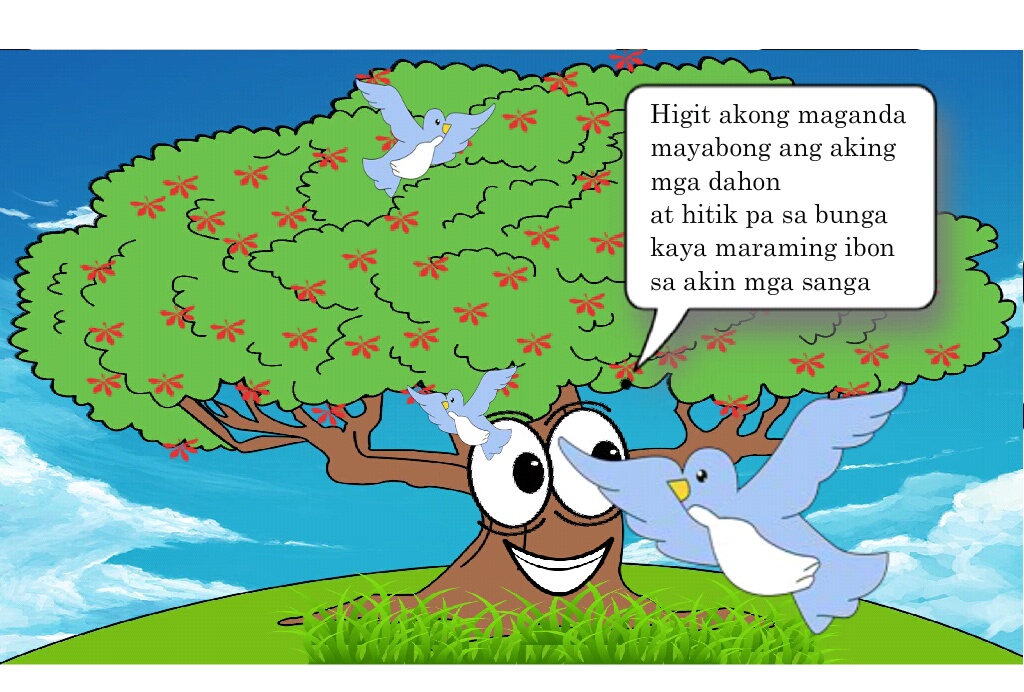 Higit akong maganda
mayabong ang aking
mga dahon
at hitik pa sa bunga
kaya maraming ibon
sa akin mga sanga